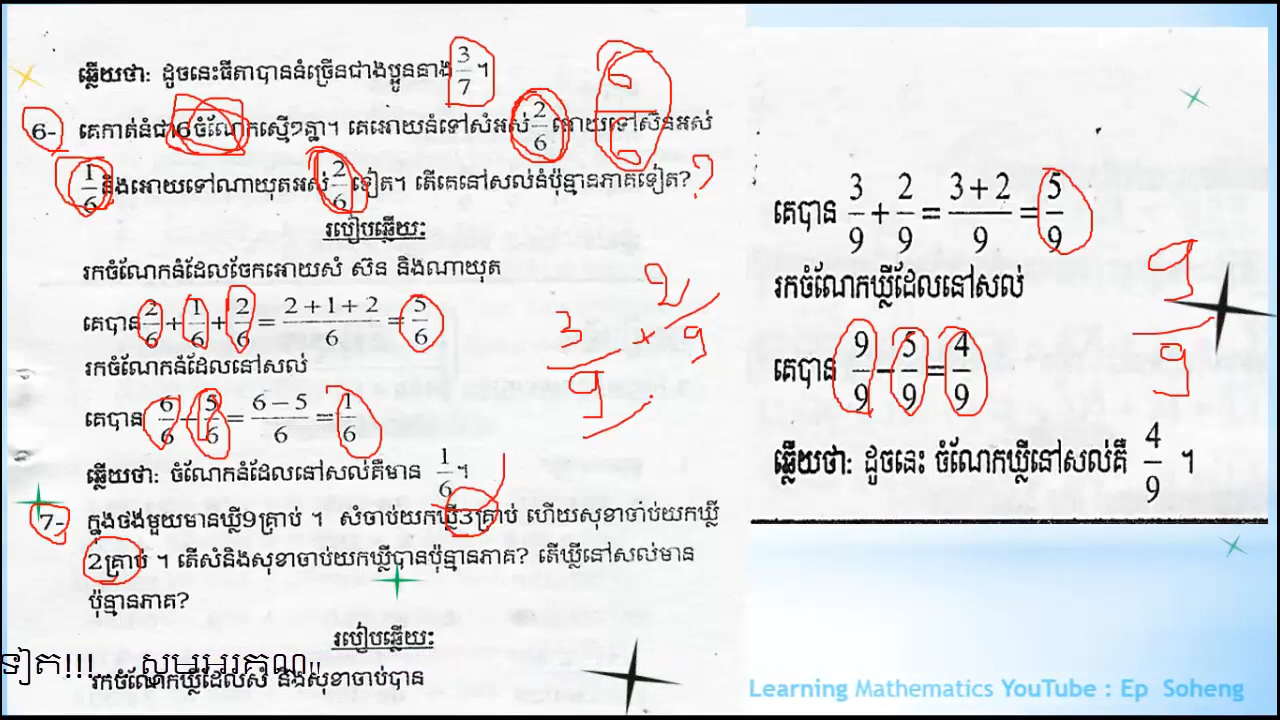 ឆ្លើយថា: ដូចនេះធីតាបាននំច្រើនជាងប្អូននាង 3/7 ។
6- គេកាត់នំជា 6 ចំណែកស្មើៗគ្នា។ គេអោយនំទៅសំអស់ 2/6 អោយទៅស៊នអស់
1/6 និងអោយទៅណាយុតអស់ 2/6 ទៀត។ តើគេនៅសល់នំប៉ុន្មានភាគទៀត? ?
របៀបឆ្លើយ:
រកចំណែកនំដែលចែកអោយសំ ស៊ន និងណាយុត
គេបាន 2/6 + 1/6 + 2/6 = (2 + 1 + 2)/6 = 5/6
រកចំណែកនំដែលនៅសល់
គេបាន 6/6 - 5/6 = (6 - 5)/6 = 1/6
ឆ្លើយថា: ចំណែកនំដែលនៅសល់គឺមាន 1/6 ។
7- ក្នុងថង់មួយមានឃ្លី9គ្រាប់ ។ សំចាប់យកឃ្លី3គ្រាប់ ហើយសុខាចាប់យកឃ្លី
2គ្រាប់ ។ តើសំនិងសុខាចាប់យកឃ្លីបានប៉ុន្មានភាគ? តើឃ្លីនៅសល់មាន
ប៉ុន្មានភាគ?
របៀបឆ្លើយ:
ទៀត!!! សូមអរគុណ!!
រកចំណែកឃ្លីដែលសំ និងសុខាចាប់បាន
គេបាន 3/9 + 2/9 = (3 + 2)/9 = 5/9
រកចំណែកឃ្លីដែលនៅសល់
គេបាន 9/9 - 5/9 = 4/9
ឆ្លើយថា: ដូចនេះ ចំណែកឃ្លីនៅសល់គឺ 4/9 ។
9/9
Learning Mathematics YouTube : Ep Soheng